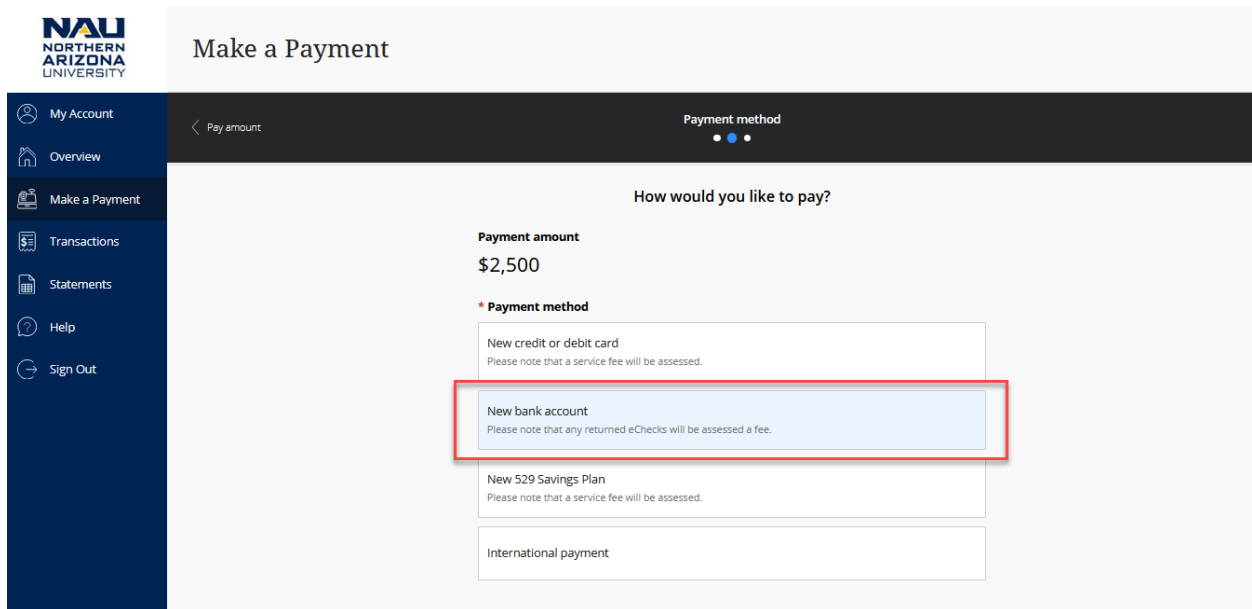 NAU
NORTHERN
ARIZONA
UNIVERSITY
Make a Payment
My Account
Overview
Make a Payment
Transactions
Statements
Help
Sign Out
Pay amount
Payment method
How would you like to pay?
Payment amount
$2,500
* Payment method
New credit or debit card
Please note that a service fee will be assessed.
New bank account
Please note that any returned eChecks will be assessed a fee.
New 529 Savings Plan
Please note that a service fee will be assessed.
International payment